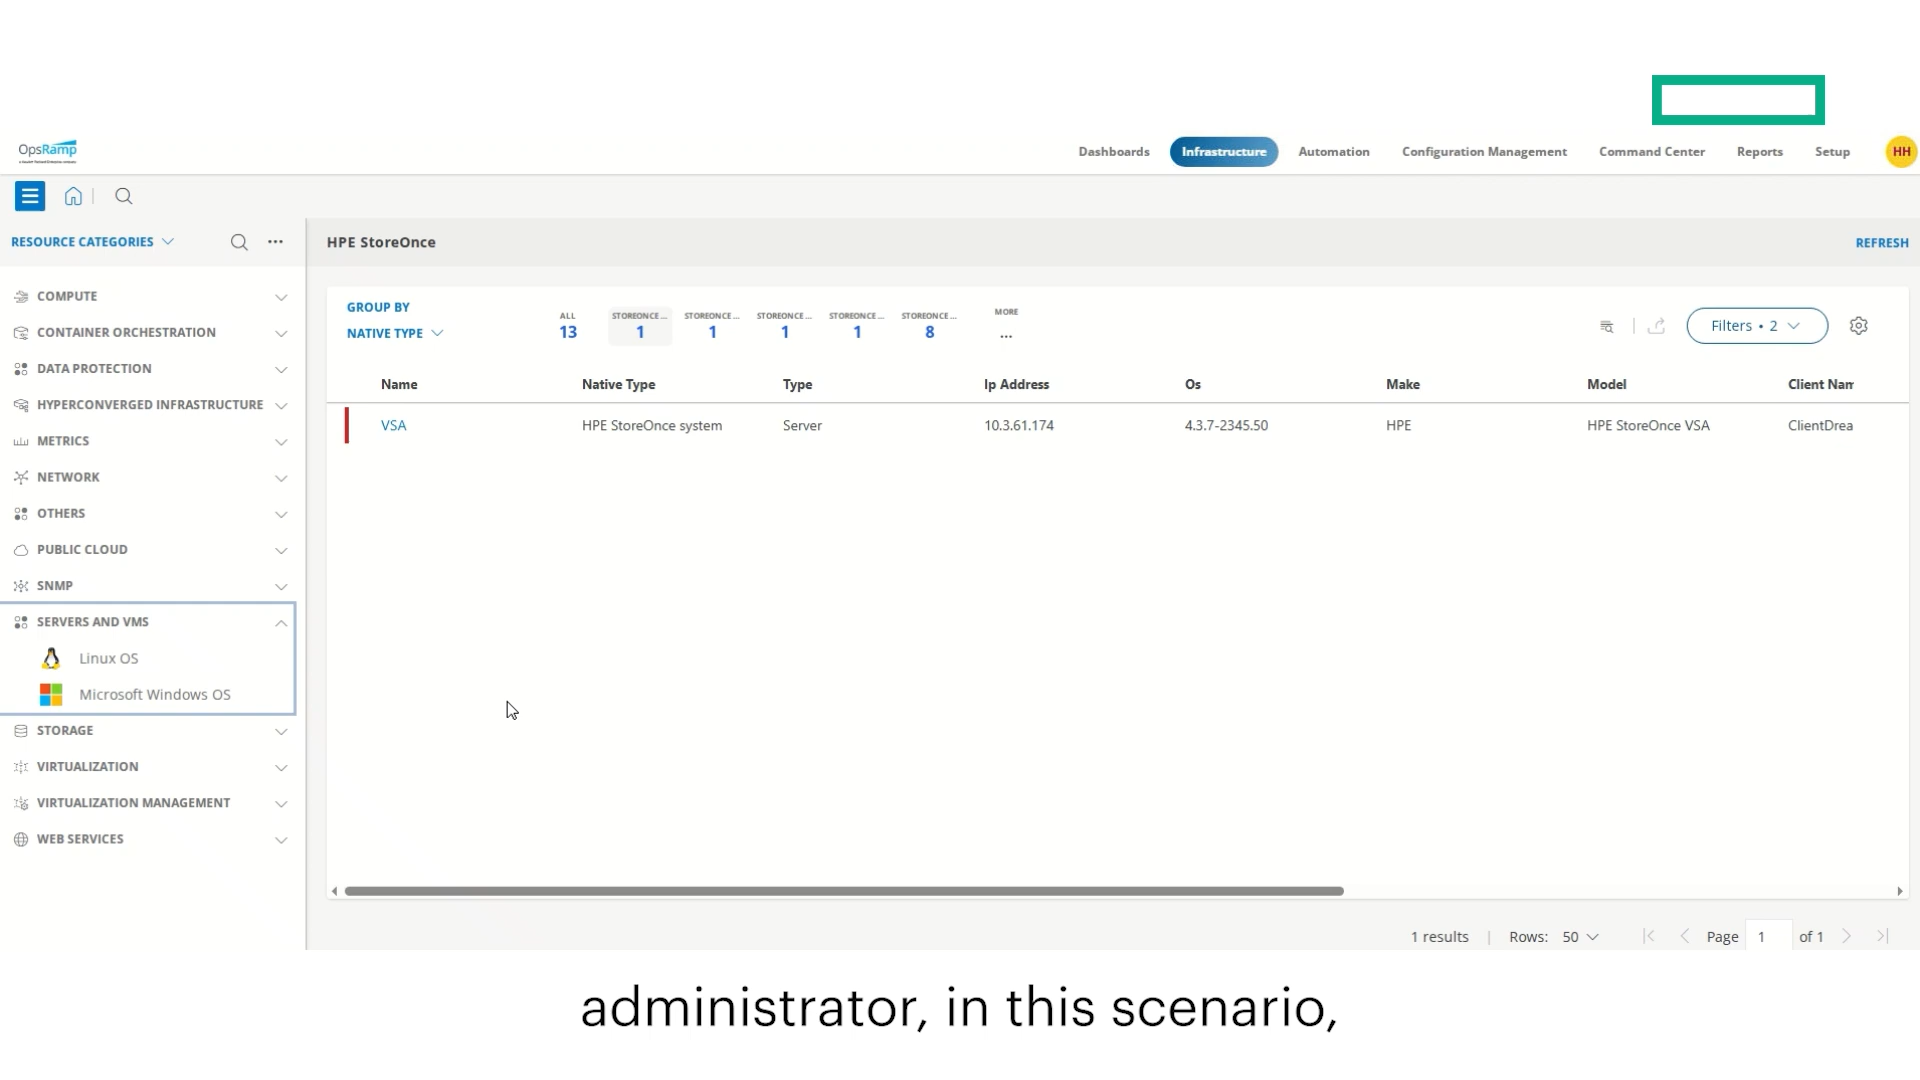 OpsRamp
Dashboards Infrastructure Automation Configuration Management Command Center Reports Setup HH
RESOURCE CATEGORIES
HPE StoreOnce
REFRESH
COMPUTE
CONTAINER ORCHESTRATION
DATA PROTECTION
HYPERCONVERGED INFRASTRUCTURE
METRICS
NETWORK
OTHERS
PUBLIC CLOUD
SNMP
SERVERS AND VMS
Linux OS
Microsoft Windows OS
STORAGE
VIRTUALIZATION
VIRTUALIZATION MANAGEMENT
WEB SERVICES
GROUP BY
NATIVE TYPE
ALL STOREONCE ... STOREONCE ... STOREONCE ... STOREONCE ... STOREONCE ... MORE
13 1 1 1 1 8 ...
Filters • 2
Name Native Type Type Ip Address Os Make Model Client Nam
VSA HPE StoreOnce system Server 10.3.61.174 4.3.7-2345.50 HPE HPE StoreOnce VSA ClientDrea
1 results | Rows: 50 Page 1 of 1
administrator, in this scenario,